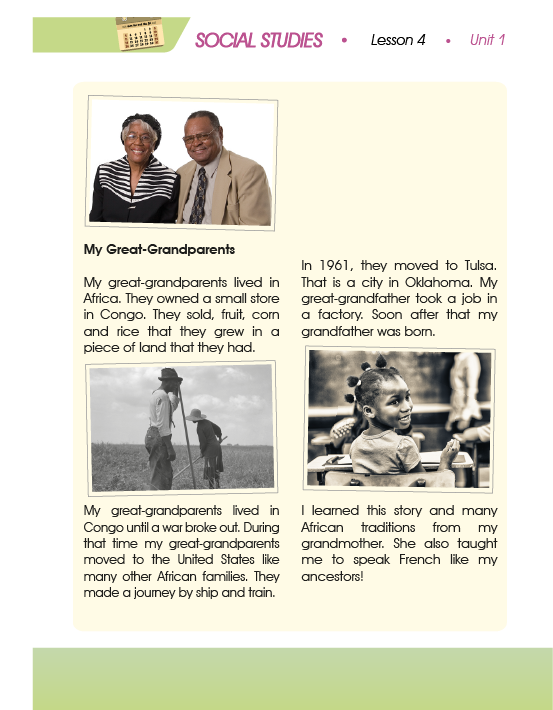 SOCIAL STUDIES • Lesson 4 • Unit 1
My Great-Grandparents
My great-grandparents lived in
Africa. They owned a small store
in Congo. They sold, fruit, corn
and rice that they grew in a
piece of land that they had.
My great-grandparents lived in
Congo until a war broke out. During
that time my great-grandparents
moved to the United States like
many other African families. They
made a journey by ship and train.
In 1961, they moved to Tulsa.
That is a city in Oklahoma. My
great-grandfather took a job in
a factory. Soon after that my
grandfather was born.
I learned this story and many
African traditions from my
grandmother. She also taught
me to speak French like my
ancestors!